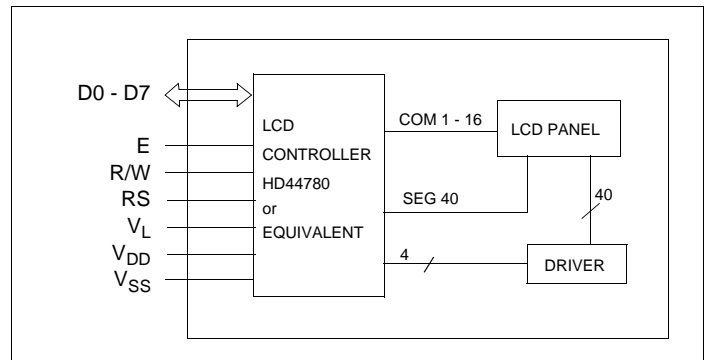 D0 - D7
E
R/W
RS
VL
VDD
VSS
LCD
CONTROLLER
HD44780
or
EQUIVALENT
COM 1 - 16
SEG 40
4
LCD PANEL
40
DRIVER